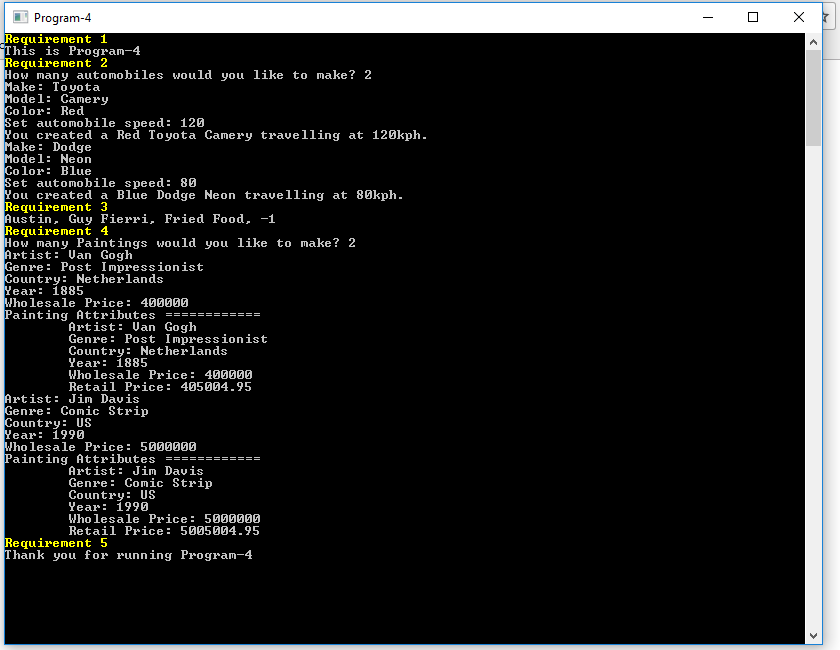 Program-4
Requirement 1
This is Program-4
Requirement 2
How many automobiles would you like to make? 2
Make: Toyota
Model: Camery
Color: Red
Set automobile speed: 120
You created a Red Toyota Camery travelling at 120kph.
Make: Dodge
Model: Neon
Color: Blue
Set automobile speed: 80
You created a Blue Dodge Neon travelling at 80kph.
Requirement 3
Austin, Guy Fierri, Fried Food, -1
Requirement 4
How many Paintings would you like to make? 2
Artist: Van Gogh
Genre: Post Impressionist
Country: Netherlands
Year: 1885
Wholesale Price: 400000
Painting Attributes ============
Artist: Van Gogh
Genre: Post Impressionist
Country: Netherlands
Year: 1885
Wholesale Price: 400000
Retail Price: 405004.95
Artist: Jim Davis
Genre: Comic Strip
Country: US
Year: 1990
Wholesale Price: 5000000
Painting Attributes ============
Artist: Jim Davis
Genre: Comic Strip
Country: US
Year: 1990
Wholesale Price: 5000000
Retail Price: 5005004.95
Requirement 5
Thank you for running Program-4